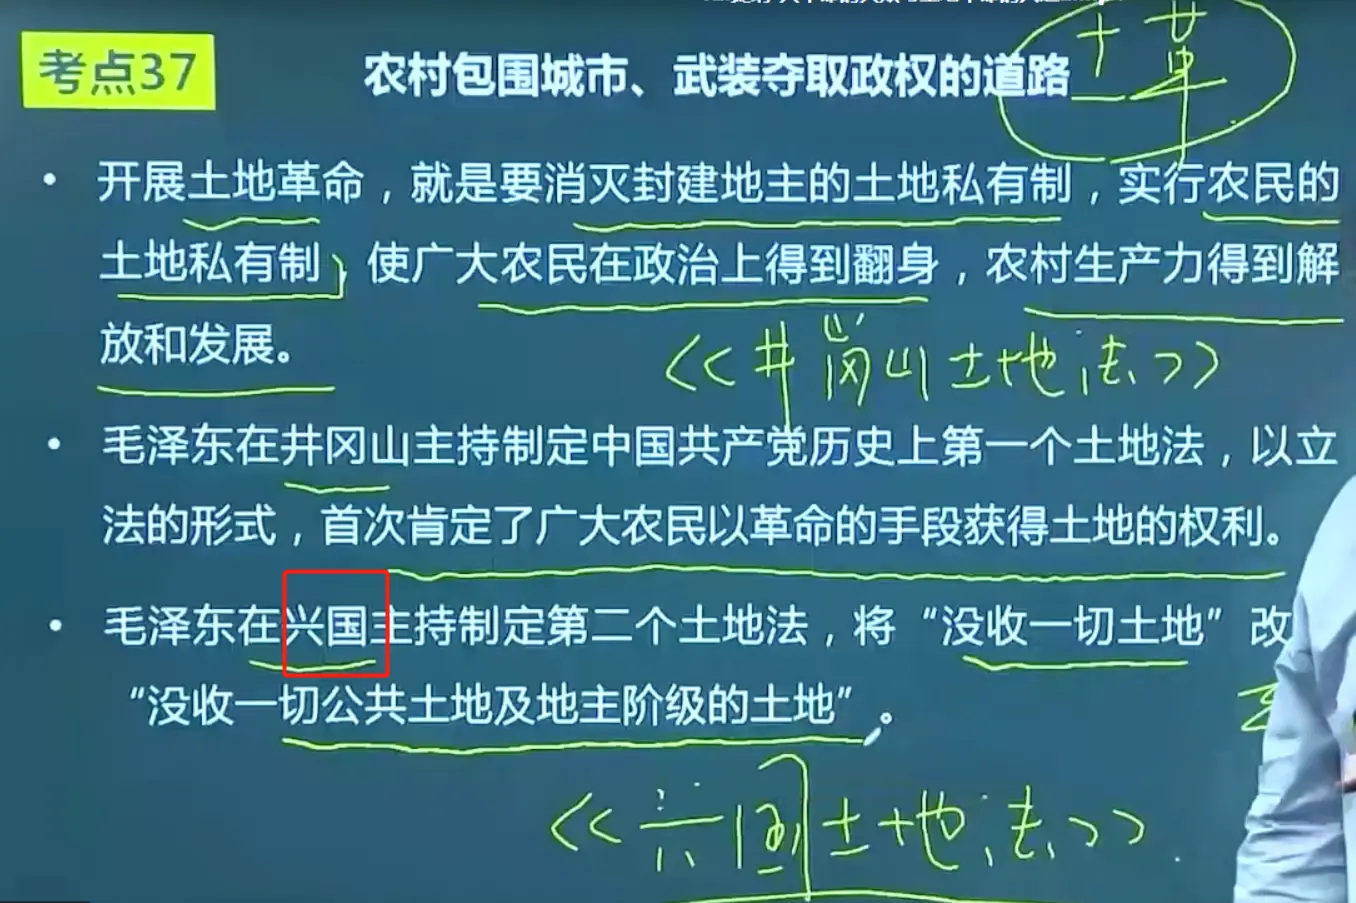 土革
考点37
农村包围城市、武装夺取政权的道路
• 开展土地革命，就是要消灭封建地主的土地私有制，实行农民的
土地私有制，使广大农民在政治上得到翻身，农村生产力得到解
放和发展。
<<井岗山土地法>>
• 毛泽东在井冈山主持制定中国共产党历史上第一个土地法，以立
法的形式，首次肯定了广大农民以革命的手段获得土地的权利。
• 毛泽东在兴国主持制定第二个土地法，将“没收一切土地”改
“没收一切公共土地及地主阶级的土地”。
<<兴国土地法>>